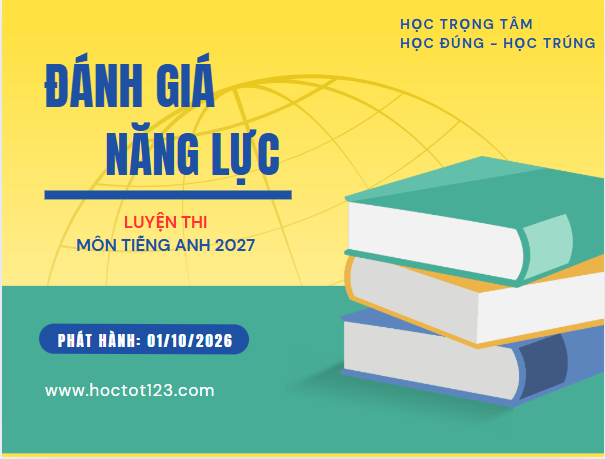 HỌC TRỌNG TÂM
HỌC ĐÚNG - HỌC TRÚNG
ĐÁNH GIÁ
NĂNG LỰC
LUYỆN THI
MÔN TIẾNG ANH 2027
PHÁT HÀNH: 01/10/2026
www.hoctot123.com